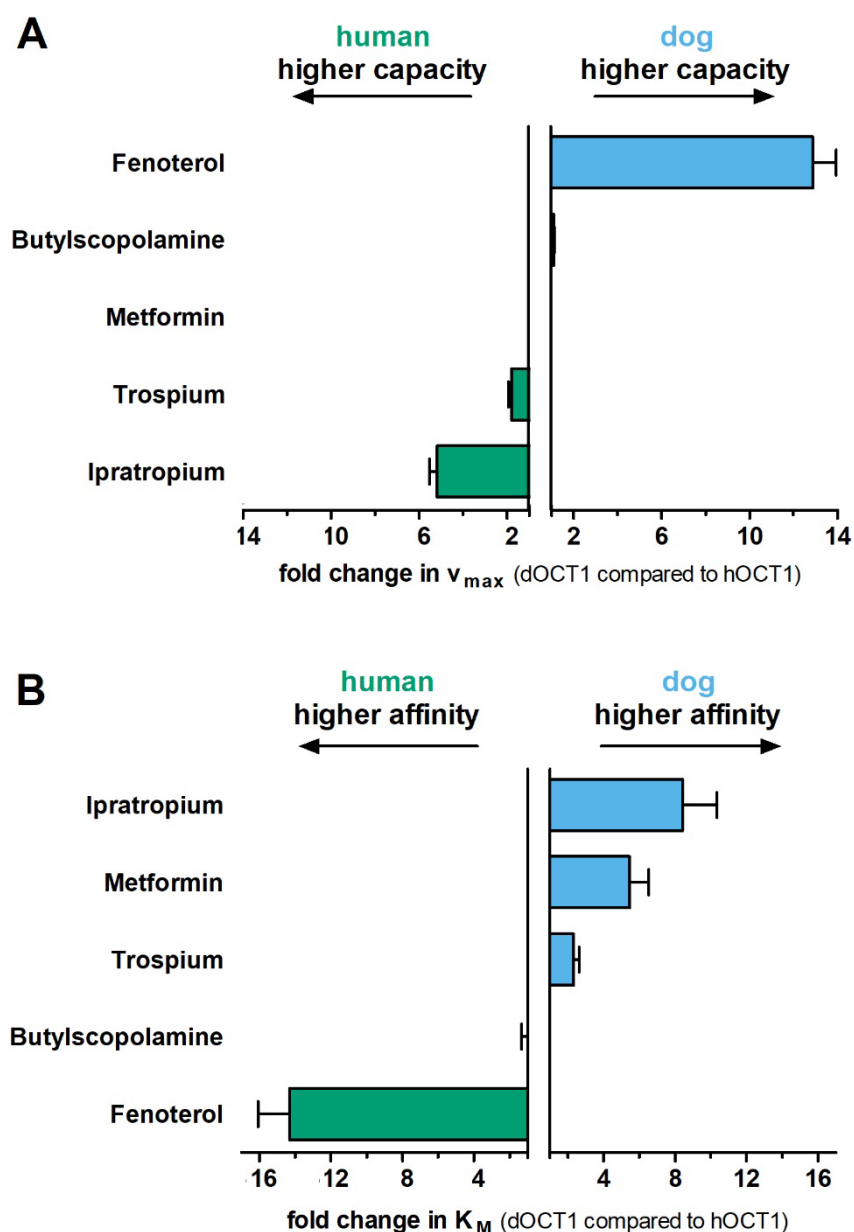 A
human
higher capacity
dog
higher capacity
Fenoterol
Butylscopolamine
Metformin
Trospium
Ipratropium
14 10 6 2 2 6 10 14
fold change in vmax (dOCT1 compared to hOCT1)
B
human
higher affinity
dog
higher affinity
Ipratropium
Metformin
Trospium
Butylscopolamine
Fenoterol
16 12 8 4 4 8 12 16
fold change in KM (dOCT1 compared to hOCT1)